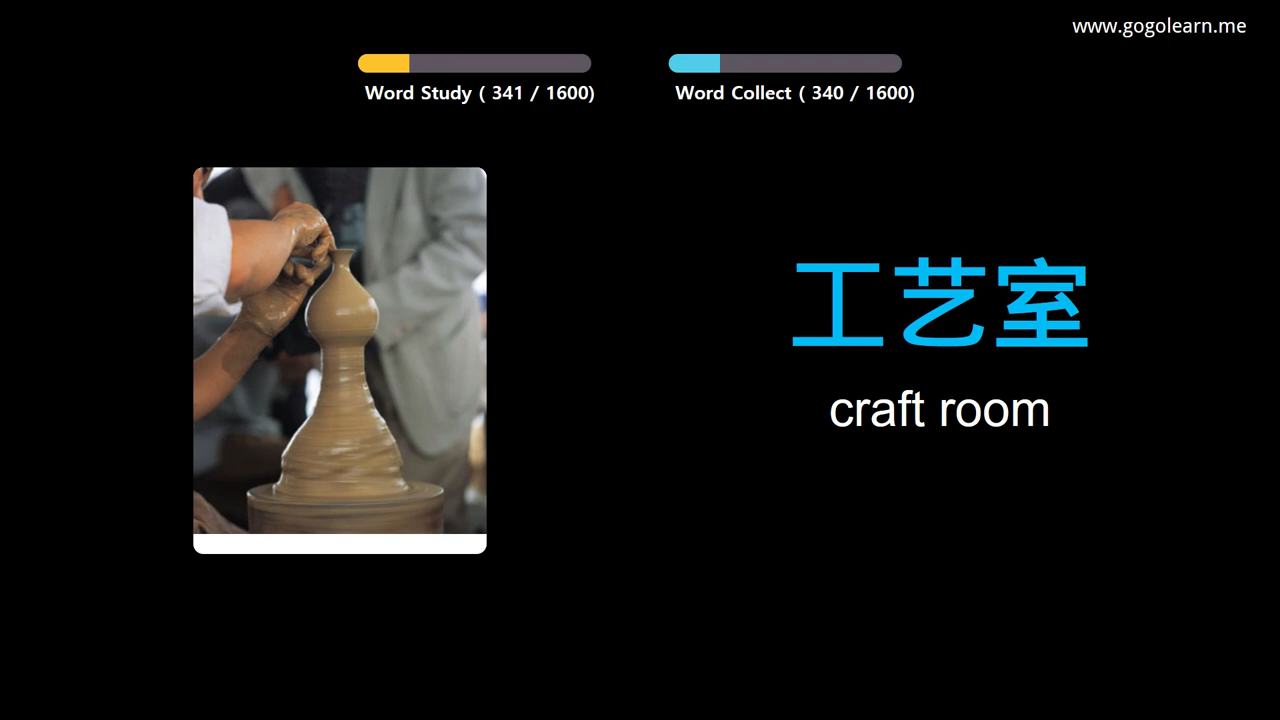 www.gogolearn.me
Word Study ( 341 / 1600)
Word Collect ( 340 / 1600)
工艺室
craft room